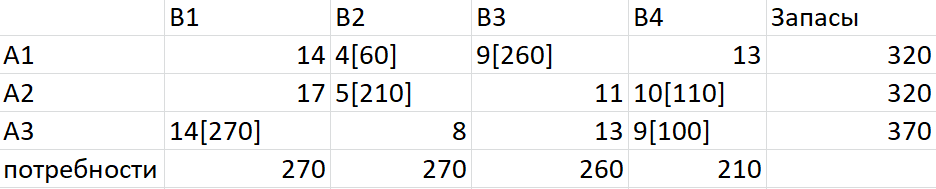 B1 B2 B3 B4 Запасы
A1 14 4[60] 9[260] 13 320
A2 17 5[210] 11 10[110] 320
A3 14[270] 8 13 9[100] 370
потребности 270 270 260 210